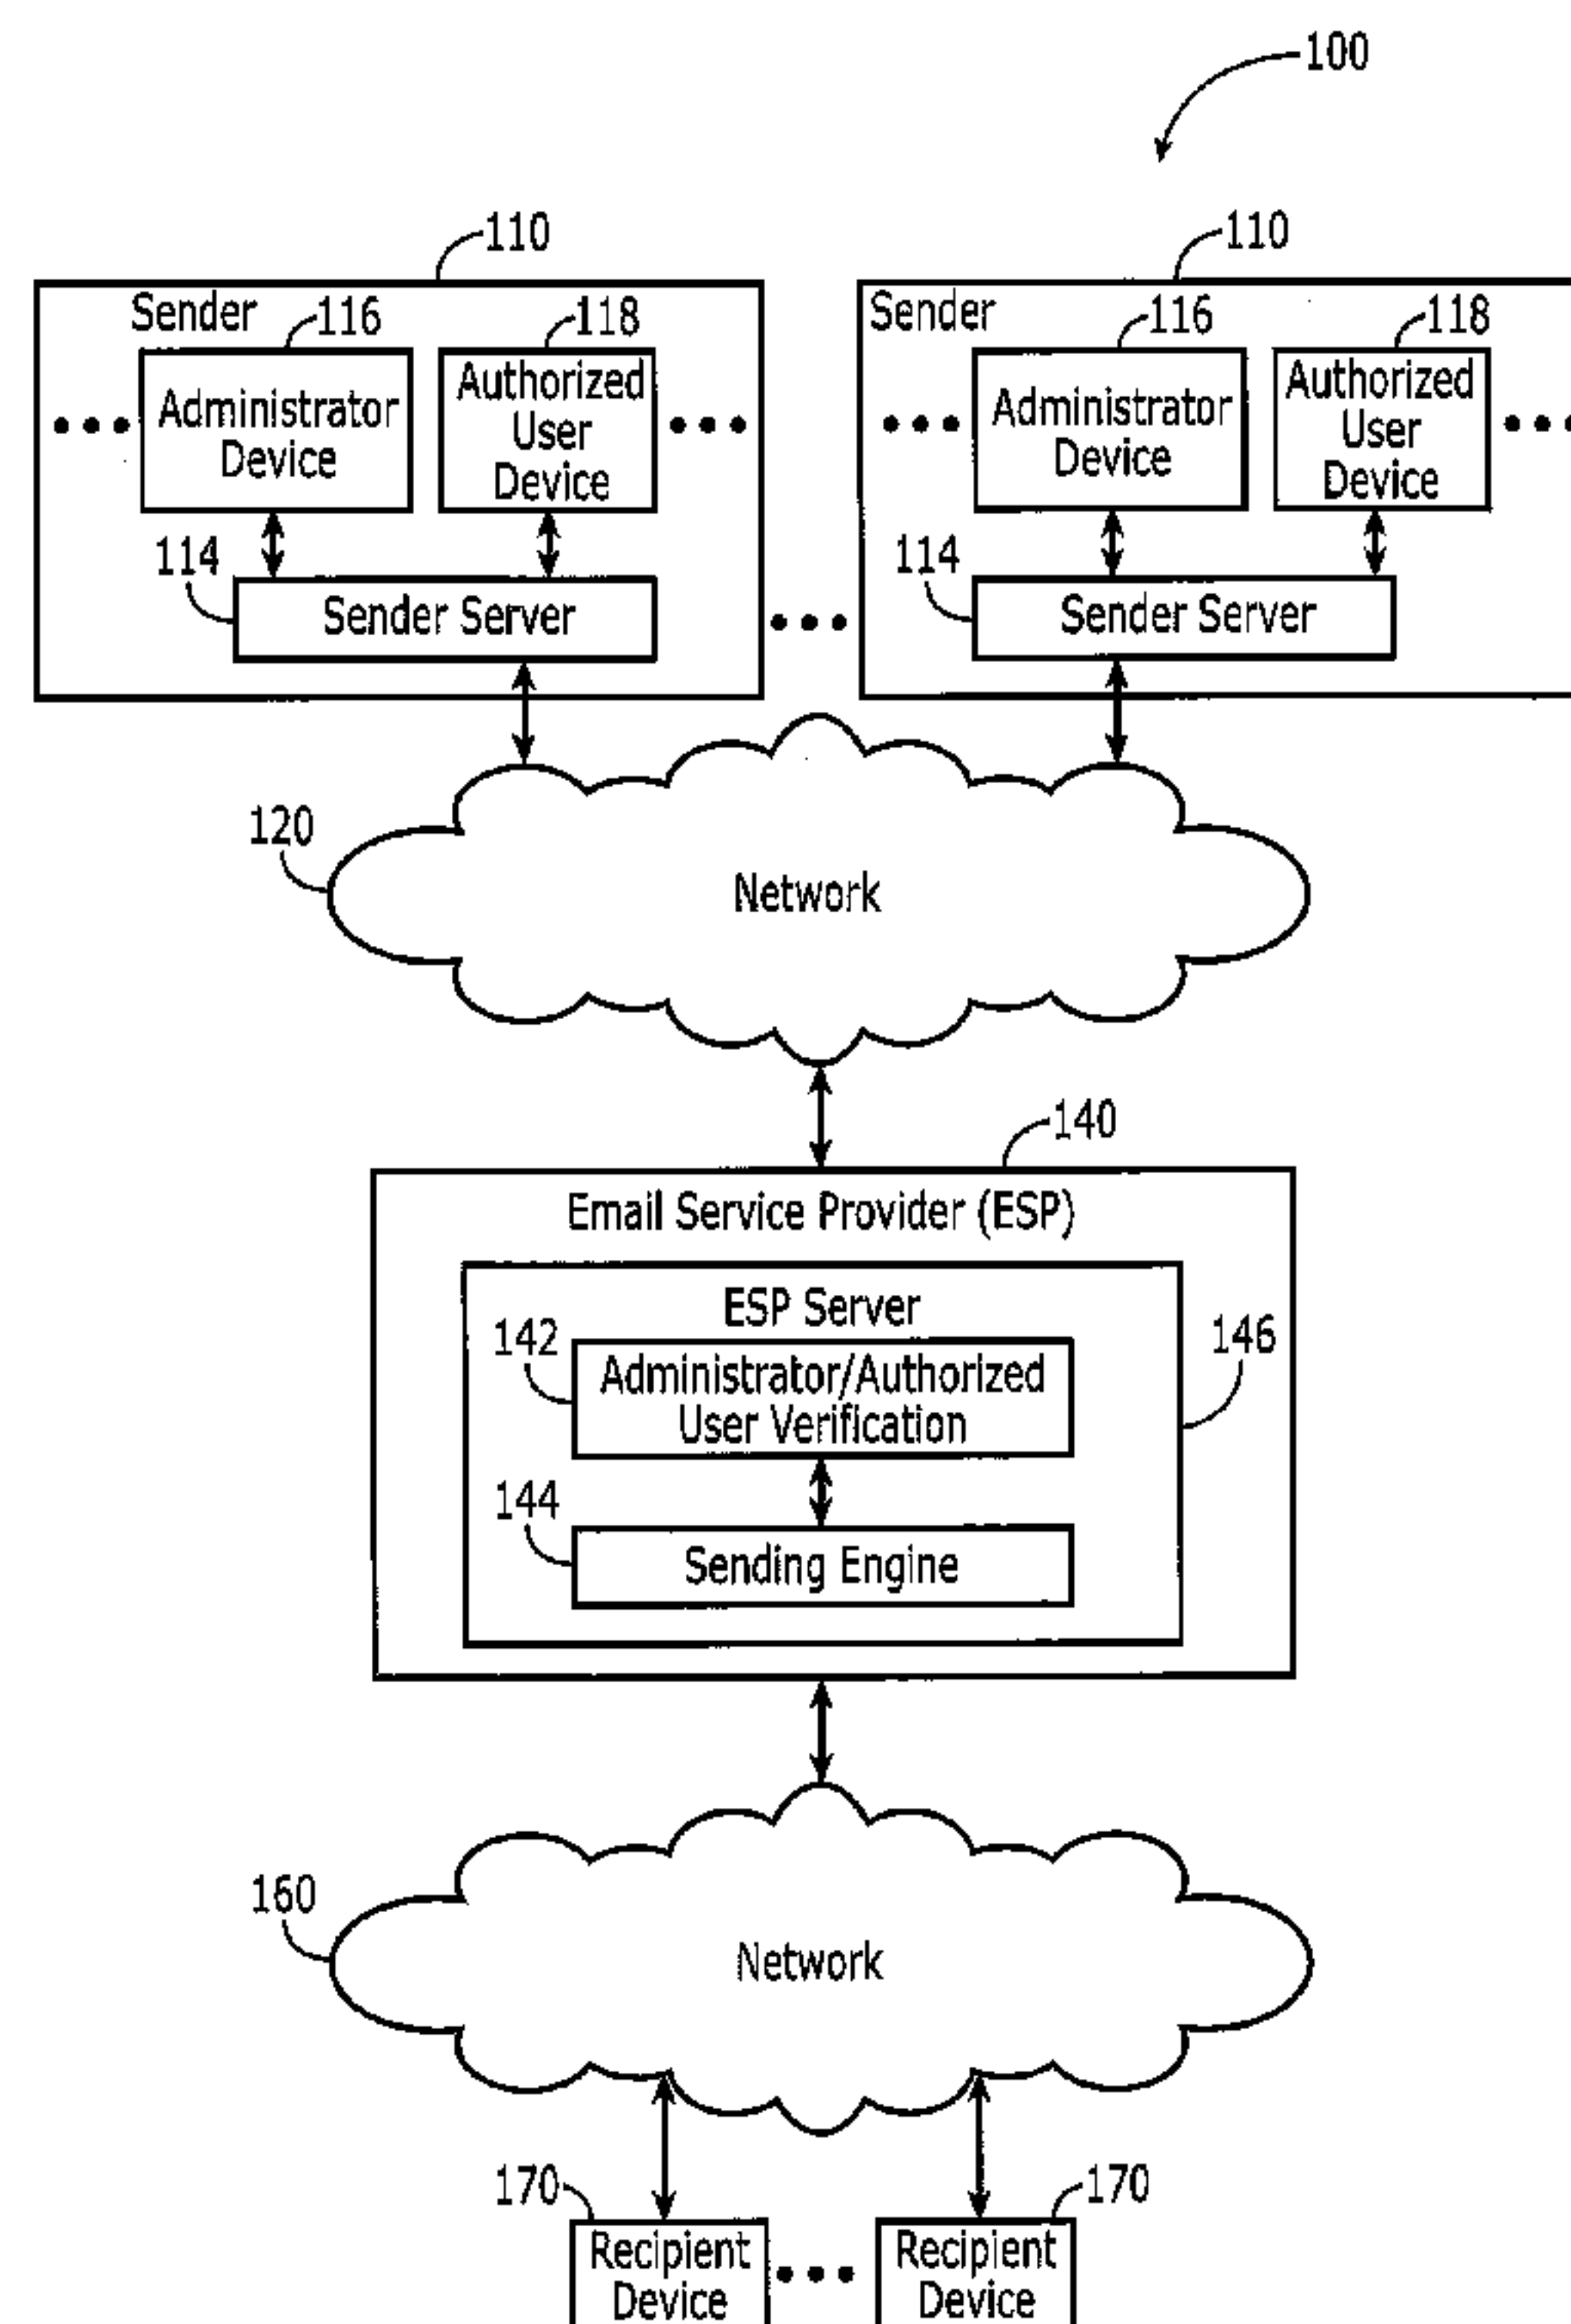 100
110
110
Sender
116
118
Sender
116
118
Administrator
Device
Authorized
User
Device
Administrator
Device
Authorized
User
Device
114
Sender Server
114
Sender Server
120
Network
140
Email Service Provider (ESP)
ESP Server
142
146
Administrator/Authorized
User Verification
144
Sending Engine
160
Network
170
170
Recipient
Device
Recipient
Device